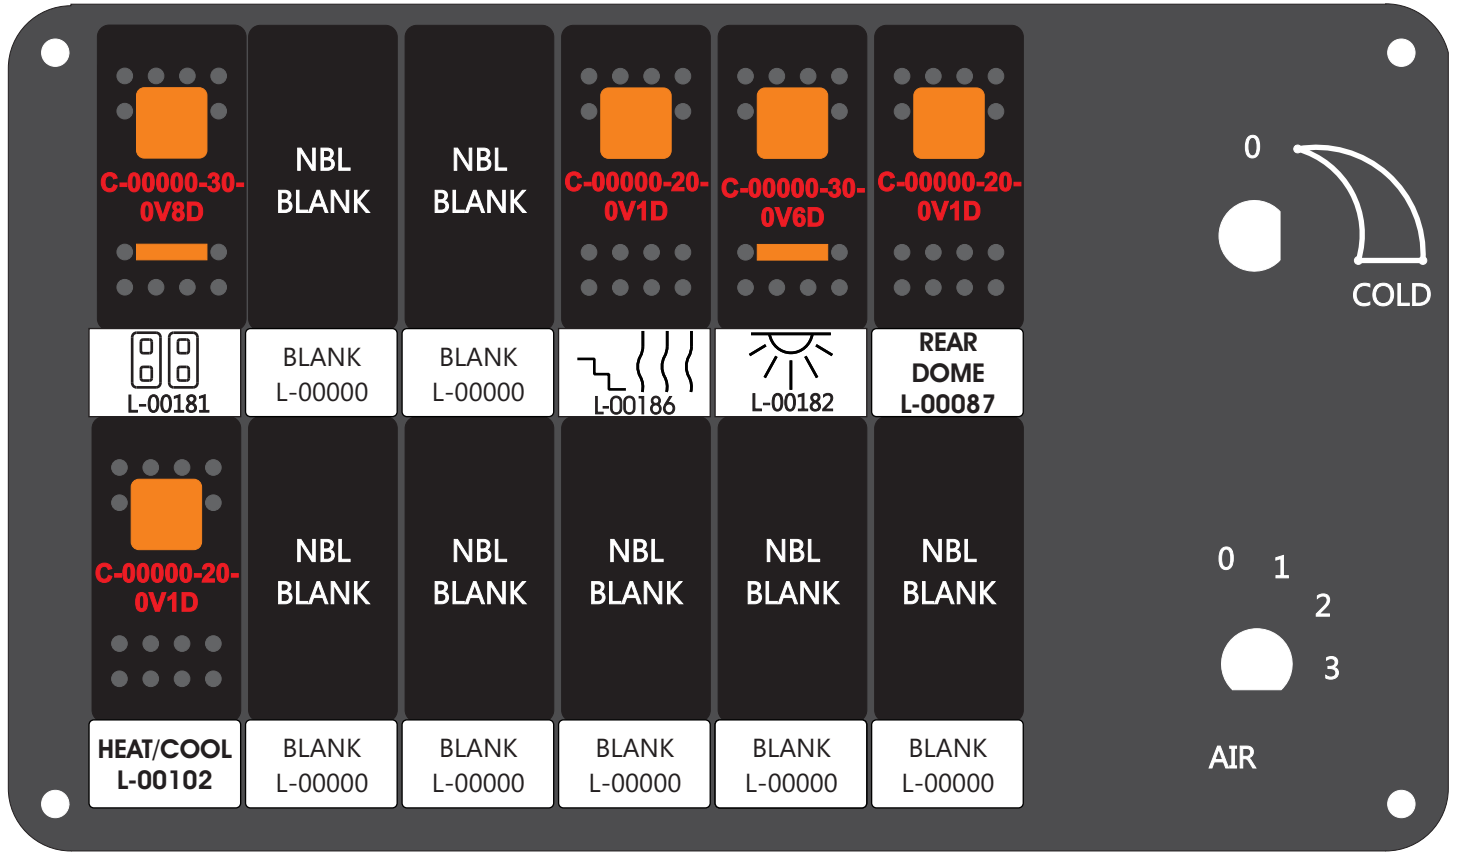 C-00000-30-
0V8D
NBL
BLANK
NBL
BLANK
C-00000-20-
0V1D
C-00000-30-
0V6D
C-00000-20-
0V1D
L-00181
BLANK
L-00000
BLANK
L-00000
L-00186
L-00182
REAR
DOME
L-00087
C-00000-20-
0V1D
NBL
BLANK
NBL
BLANK
NBL
BLANK
NBL
BLANK
NBL
BLANK
HEAT/COOL
L-00102
BLANK
L-00000
BLANK
L-00000
BLANK
L-00000
BLANK
L-00000
BLANK
L-00000
0
COLD
0
1
2
3
AIR